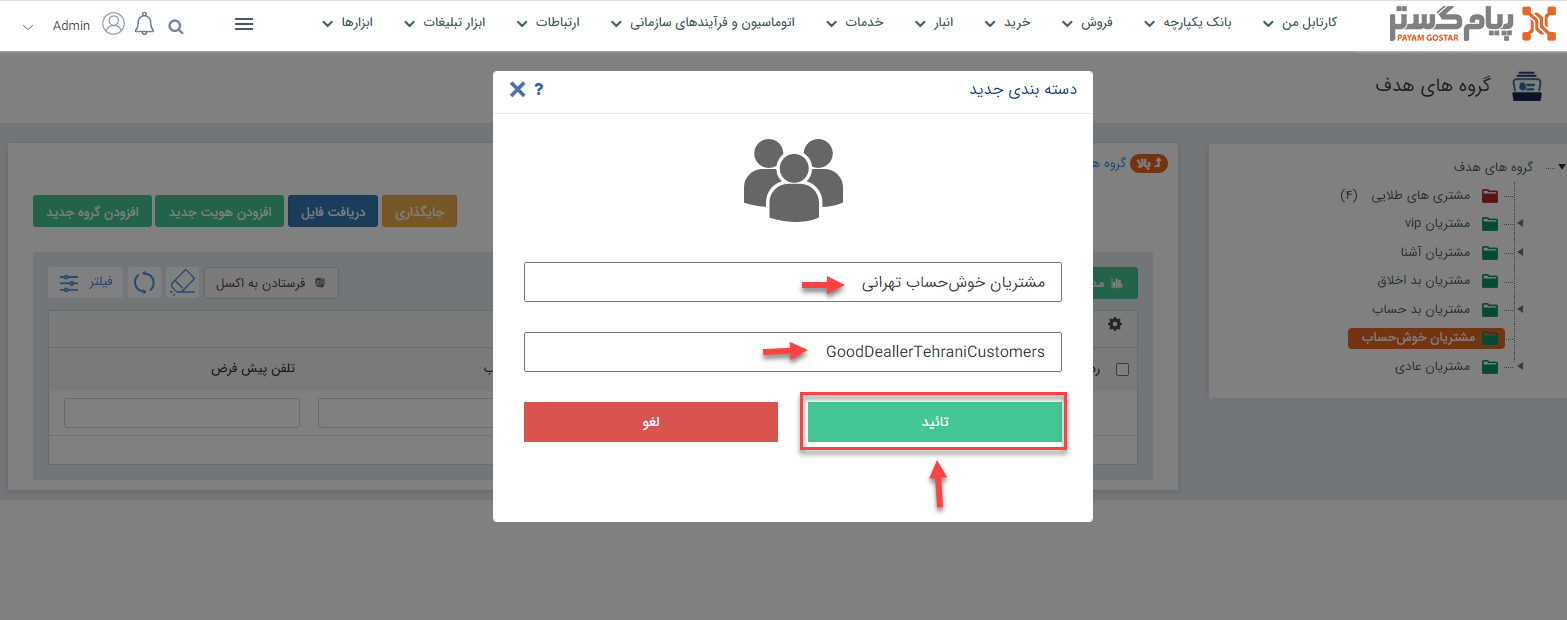 پیام گستر
PAYAM GOSTAR
کارتابل من
بانک یکپارچه
فروش
خرید
انبار
خدمات
اتوماسیون و فرآیندهای سازمانی
ارتباطات
ابزار تبلیغات
ابزارها
Admin
گروه های هدف
دسته بندی جدید
?
مشتریان خوش‌حساب تهرانی
GoodDeallerTehraniCustomers
تائید
لغو
گروه های هدف
مشتری های طلایی (۴)
مشتریان vip
مشتریان آشنا
مشتریان بد اخلاق
مشتریان بد حساب
مشتریان خوش‌حساب
مشتریان عادی
بالا
گروه
جایگذاری
دریافت فایل
افزودن هویت جدید
افزودن گروه جدید
فرستادن به اکسل
فیلتر
تلفن پیش فرض